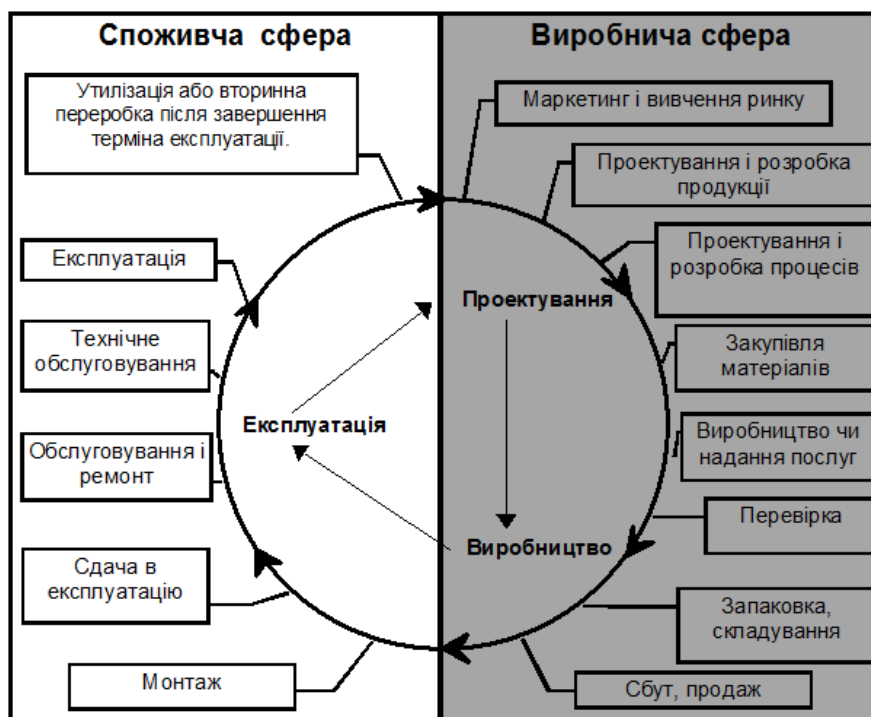 Споживча сфера
Виробнича сфера
Утилізація або вторинна
переробка після завершення
терміна експлуатації.
Маркетинг і вивчення ринку
Проектування і розробка
продукції
Проектування і
розробка процесів
Експлуатація
Проектування
Технічне
обслуговування
Закупівля
матеріалів
Експлуатація
Виробництво чи
надання послуг
Обслуговування і
ремонт
Перевірка
Виробництво
Сдача в
експлуатацію
Запаковка,
складування
Монтаж
Сбут, продаж